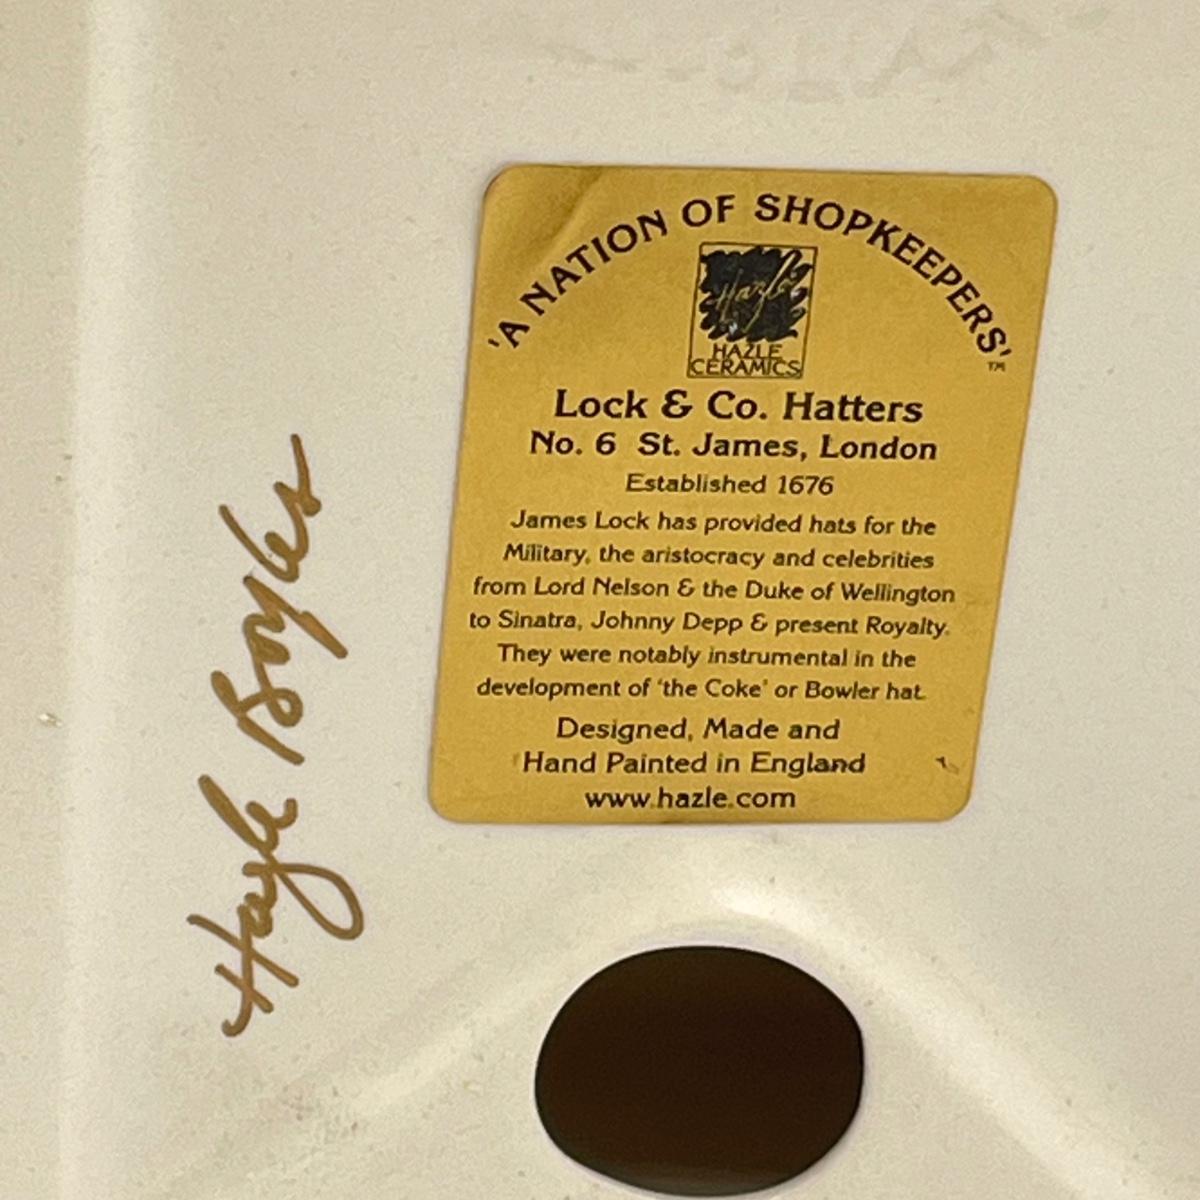 'A NATION OF SHOPKEEPERS'™
Hazle
HAZLE
CERAMICS
Lock & Co. Hatters
No. 6 St. James, London
Established 1676
James Lock has provided hats for the
Military, the aristocracy and celebrities
from Lord Nelson & the Duke of Wellington
to Sinatra, Johnny Depp & present Royalty.
They were notably instrumental in the
development of 'the Coke' or Bowler hat.
Designed, Made and
Hand Painted in England
www.hazle.com
Hazle Boyles